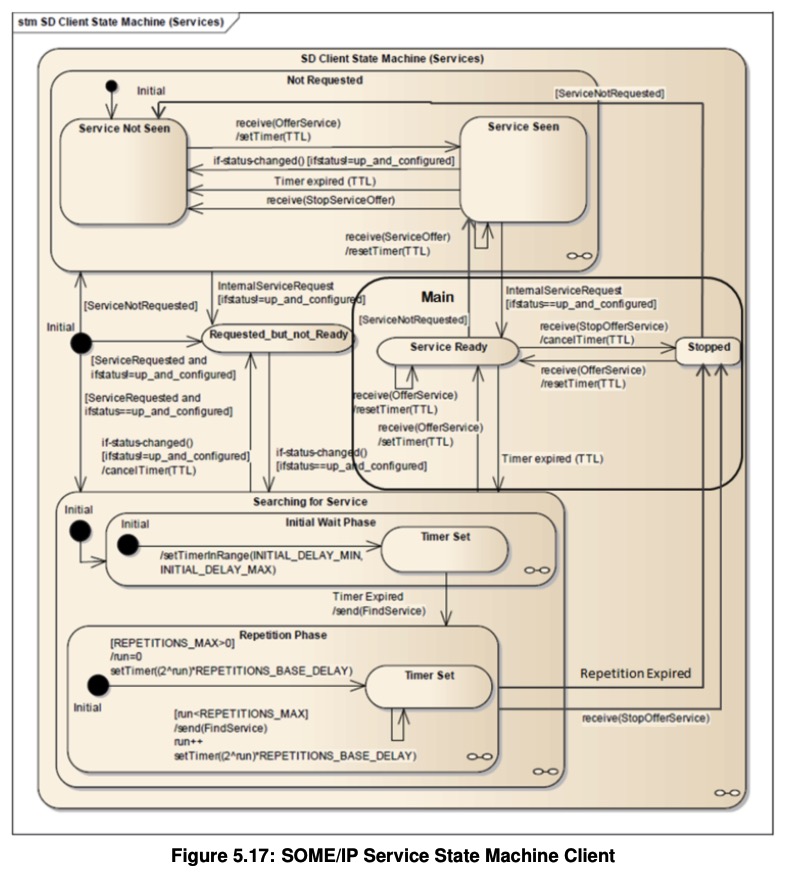 stm SD Client State Machine (Services)
SD Client State Machine (Services)
Not Requested
Initial
[ServiceNotRequested]
Service Not Seen
receive(OfferService)
/setTimer(TTL)
Service Seen
if-status-changed() [ifstatus!=up_and_configured]
Timer expired (TTL)
receive(StopServiceOffer)
receive(ServiceOffer)
/resetTimer(TTL)
[ServiceNotRequested]
InternalServiceRequest
[ifstatus!=up_and_configured]
Main
InternalServiceRequest
[ifstatus==up_and_configured]
[ServiceNotRequested]
Initial
Requested_but_not_Ready
Service Ready
receive(StopOfferService)
/cancelTimer(TTL)
Stopped
receive(OfferService)
/resetTimer(TTL)
[ServiceRequested and
ifstatus!=up_and_configured]
[ServiceRequested and
ifstatus==up_and_configured]
receive(OfferService)
/resetTimer(TTL)
receive(OfferService)
/setTimer(TTL)
if-status-changed()
[ifstatus!=up_and_configured]
/cancelTimer(TTL)
if-status-changed()
[ifstatus==up_and_configured]
Timer expired (TTL)
Searching for Service
Initial
Initial Wait Phase
Initial
Timer Set
/setTimerInRange(INITIAL_DELAY_MIN,
INITIAL_DELAY_MAX)
Timer Expired
/send(FindService)
Repetition Phase
[REPETITIONS_MAX>0]
/run=0
setTimer((2^run)*REPETITIONS_BASE_DELAY)
Timer Set
Initial
Repetition Expired
[run<REPETITIONS_MAX]
/send(FindService)
run++
setTimer((2^run)*REPETITIONS_BASE_DELAY)
receive(StopOfferService)
Figure 5.17: SOME/IP Service State Machine Client